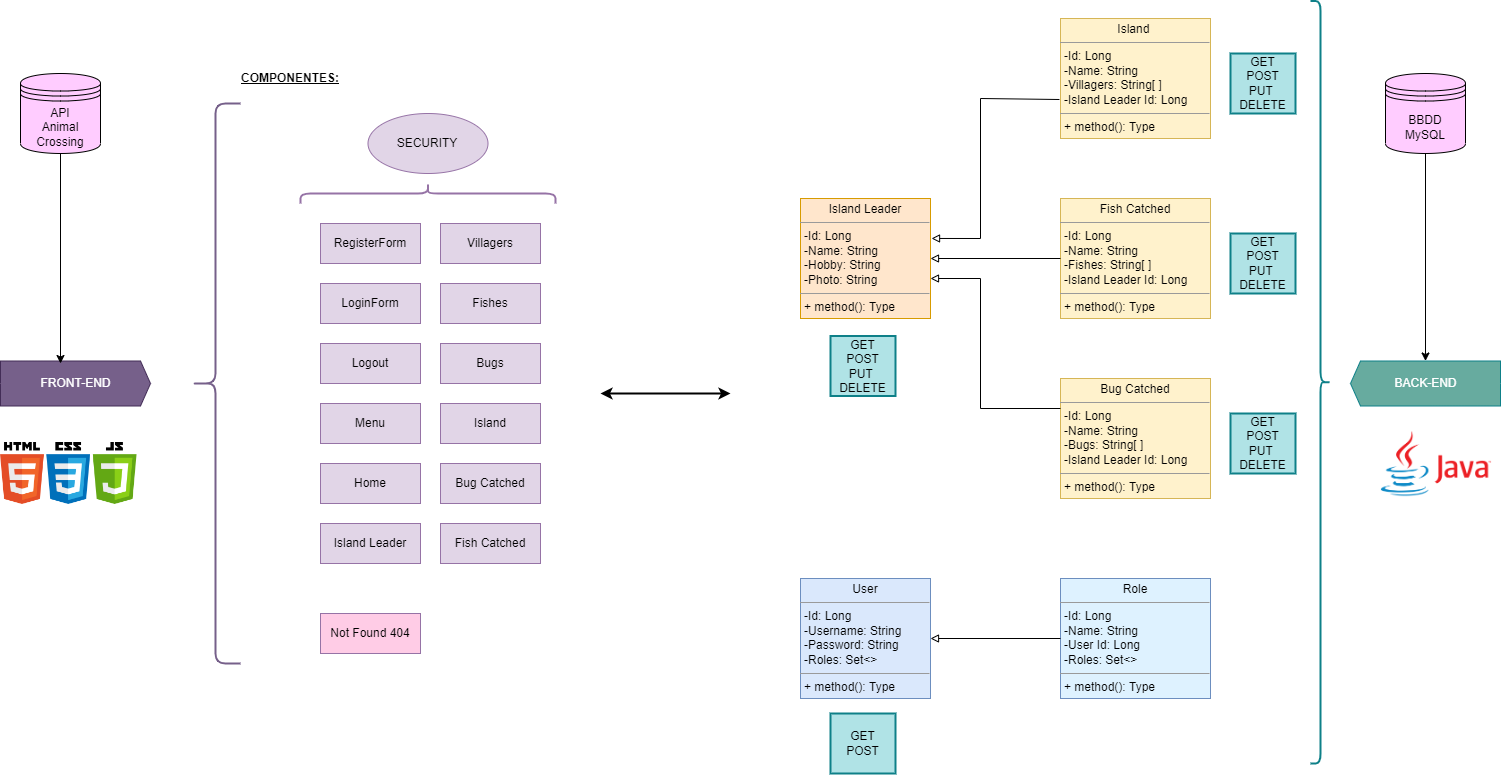 API
Animal
Crossing
FRONT-END
HTML
CSS
JS
5
3
COMPONENTES:
SECURITY
RegisterForm
Villagers
LoginForm
Fishes
Logout
Bugs
Menu
Island
Home
Bug Catched
Island Leader
Fish Catched
Not Found 404
Island Leader
-Id: Long
-Name: String
-Hobby: String
-Photo: String
+ method(): Type
GET
POST
PUT
DELETE
Island
-Id: Long
-Name: String
-Villagers: String[ ]
-Island Leader Id: Long
+ method(): Type
GET
POST
PUT
DELETE
Fish Catched
-Id: Long
-Name: String
-Fishes: String[ ]
-Island Leader Id: Long
+ method(): Type
GET
POST
PUT
DELETE
Bug Catched
-Id: Long
-Name: String
-Bugs: String[ ]
-Island Leader Id: Long
+ method(): Type
GET
POST
PUT
DELETE
User
-Id: Long
-Username: String
-Password: String
-Roles: Set<>
+ method(): Type
GET
POST
Role
-Id: Long
-Name: String
-User Id: Long
-Roles: Set<>
+ method(): Type
BBDD
MySQL
BACK-END
Java